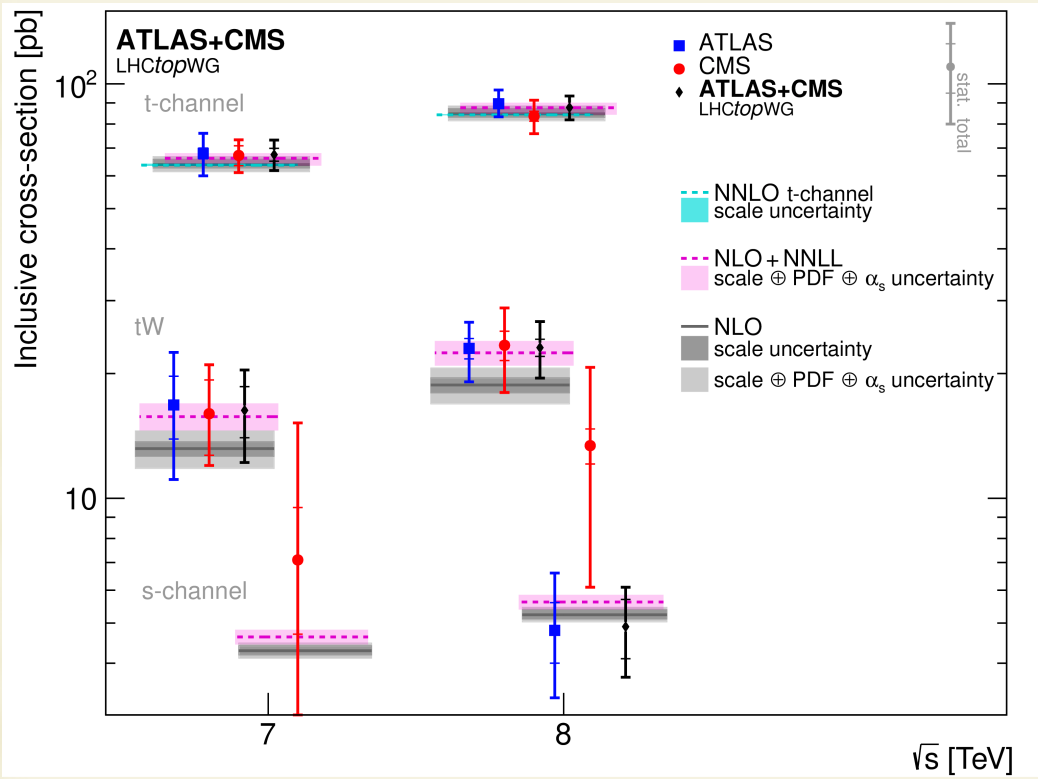 Inclusive cross-section [pb]
ATLAS+CMS
LHCtopWG
t-channel
tW
s-channel
10²
10
7
8
√s [TeV]
ATLAS
CMS
ATLAS+CMS
LHCtopWG
stat.
total
NNLO t-channel
scale uncertainty
NLO + NNLL
scale ⊕ PDF ⊕ αs uncertainty
NLO
scale uncertainty
scale ⊕ PDF ⊕ αs uncertainty